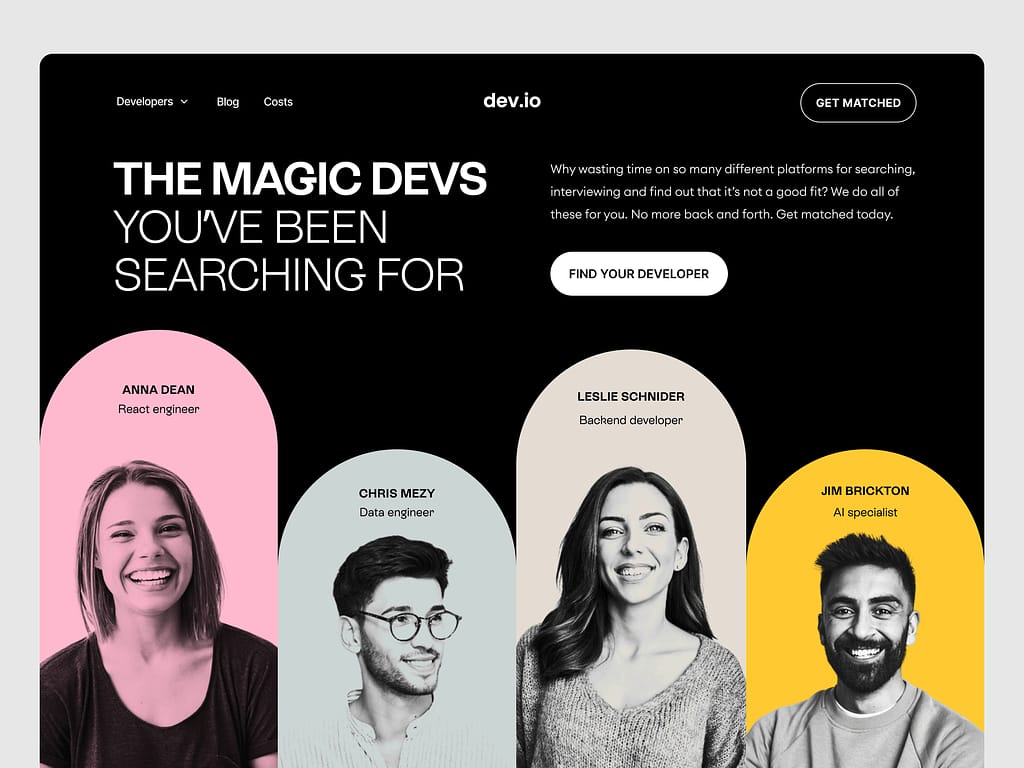 Developers
Blog
Costs
dev.io
GET MATCHED
THE MAGIC DEVS
YOU’VE BEEN
SEARCHING FOR
Why wasting time on so many different platforms for searching,
interviewing and find out that it’s not a good fit? We do all of
these for you. No more back and forth. Get matched today.
FIND YOUR DEVELOPER
ANNA DEAN
React engineer
CHRIS MEZY
Data engineer
LESLIE SCHNIDER
Backend developer
JIM BRICKTON
AI specialist